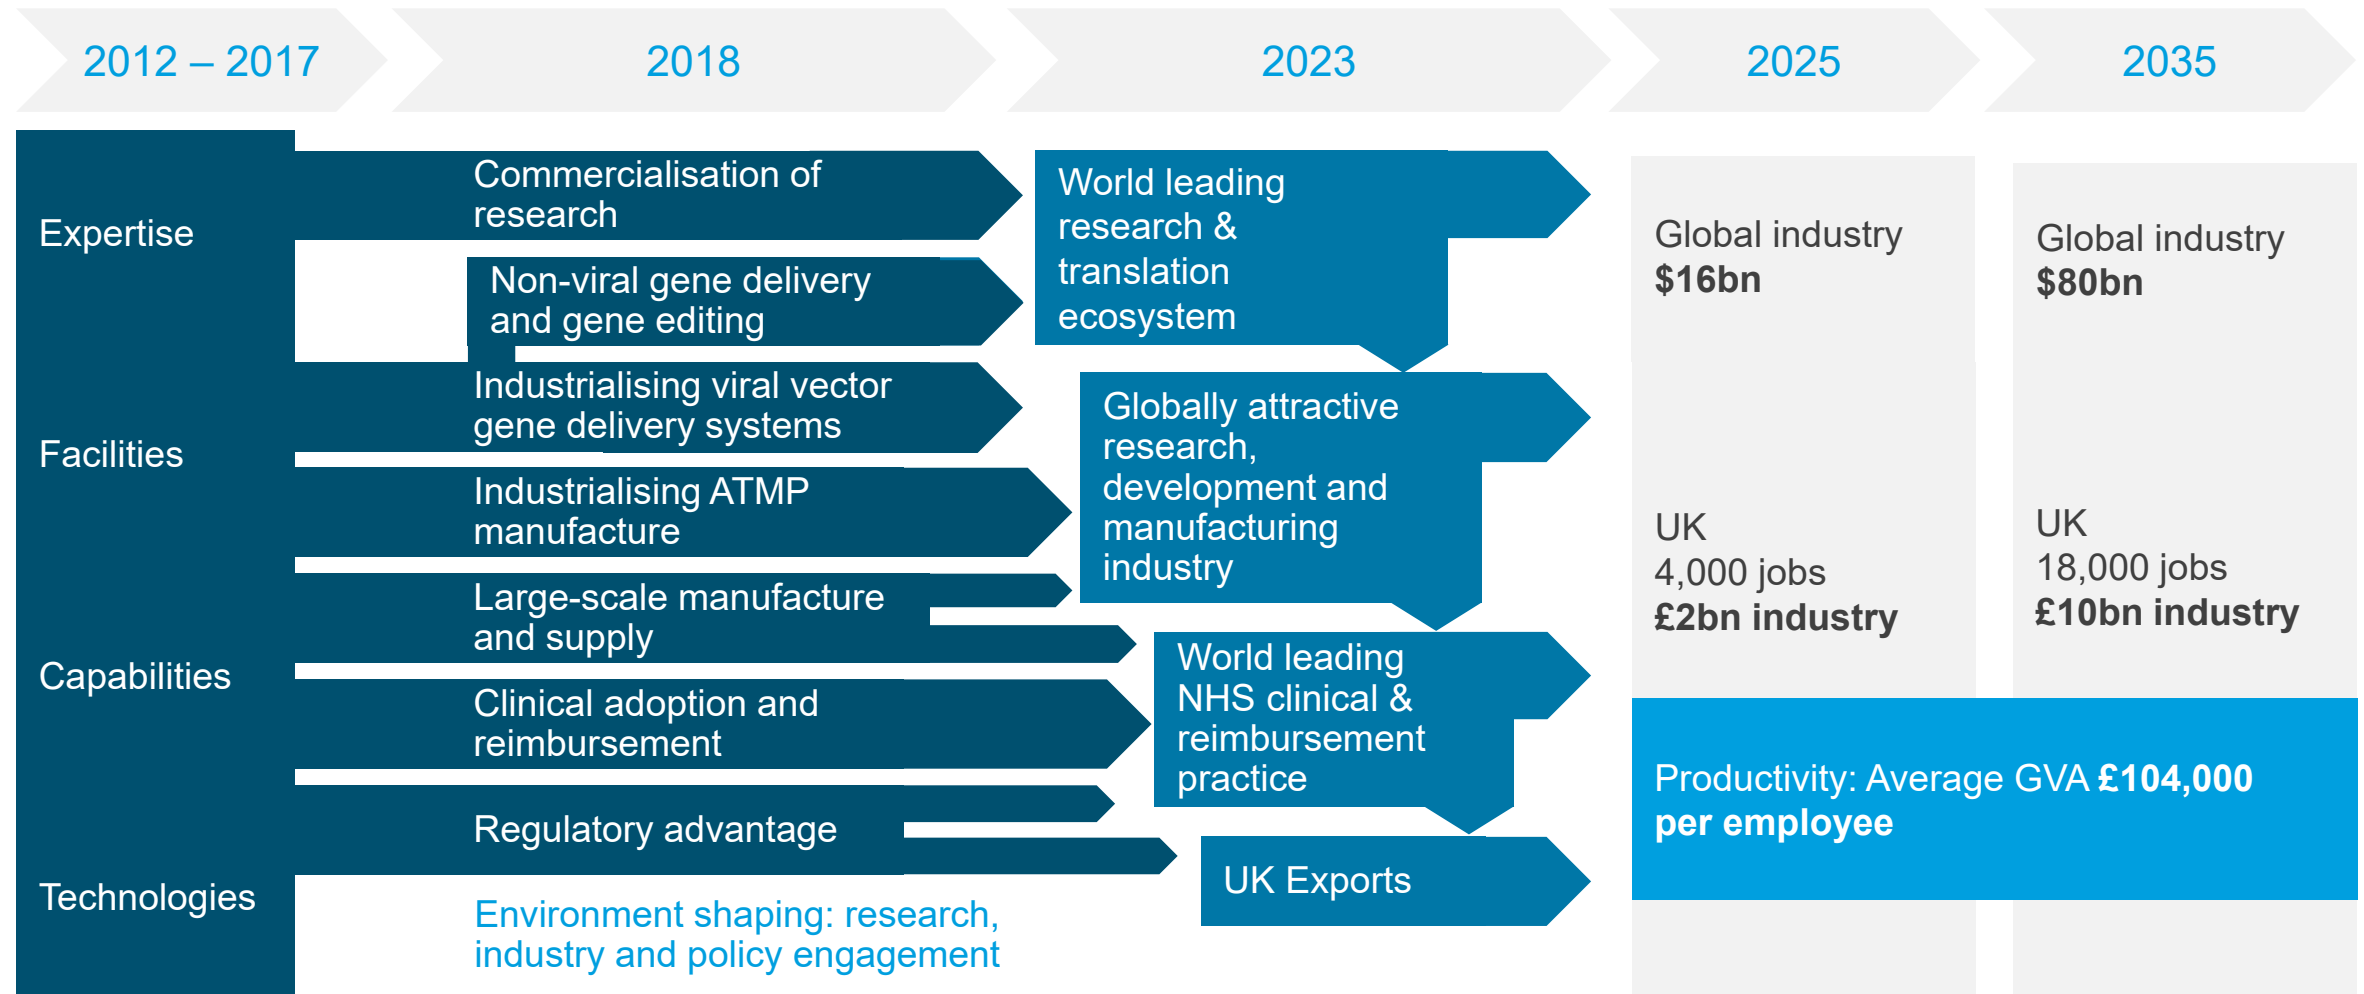 2012 – 2017
2018
2023
2025
2035
Expertise
Facilities
Capabilities
Technologies
Commercialisation of
research
Non-viral gene delivery
and gene editing
Industrialising viral vector
gene delivery systems
Industrialising ATMP
manufacture
Large-scale manufacture
and supply
Clinical adoption and
reimbursement
Regulatory advantage
Environment shaping: research,
industry and policy engagement
World leading
research &
translation
ecosystem
Globally attractive
research,
development and
manufacturing
industry
World leading
NHS clinical &
reimbursement
practice
UK Exports
Global industry
$16bn
UK
4,000 jobs
£2bn industry
Global industry
$80bn
UK
18,000 jobs
£10bn industry
Productivity: Average GVA £104,000
per employee